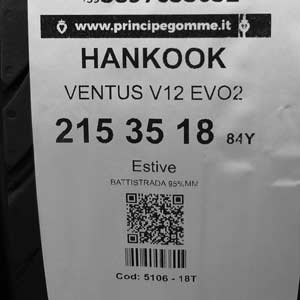 www.principegomme.it
HANKOOK
VENTUS V12 EVO2
215 35 18 84Y
Estive
BATTISTRADA 95%MM
Cod: 5106 - 18T